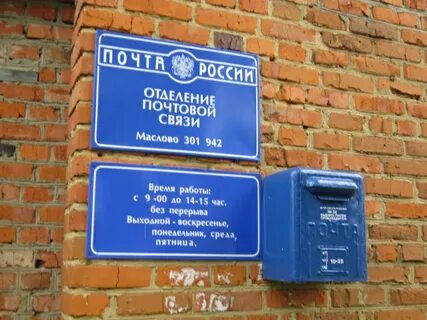 ПОЧТА РОССИИ
ОТДЕЛЕНИЕ
ПОЧТОВОЙ
СВЯЗИ
Маслово 301 942
Время работы:
с 9 -00 до 14-15 час.
без перерыва
Выходной - воскресенье,
понедельник, среда,
пятница.
ПОЧТА